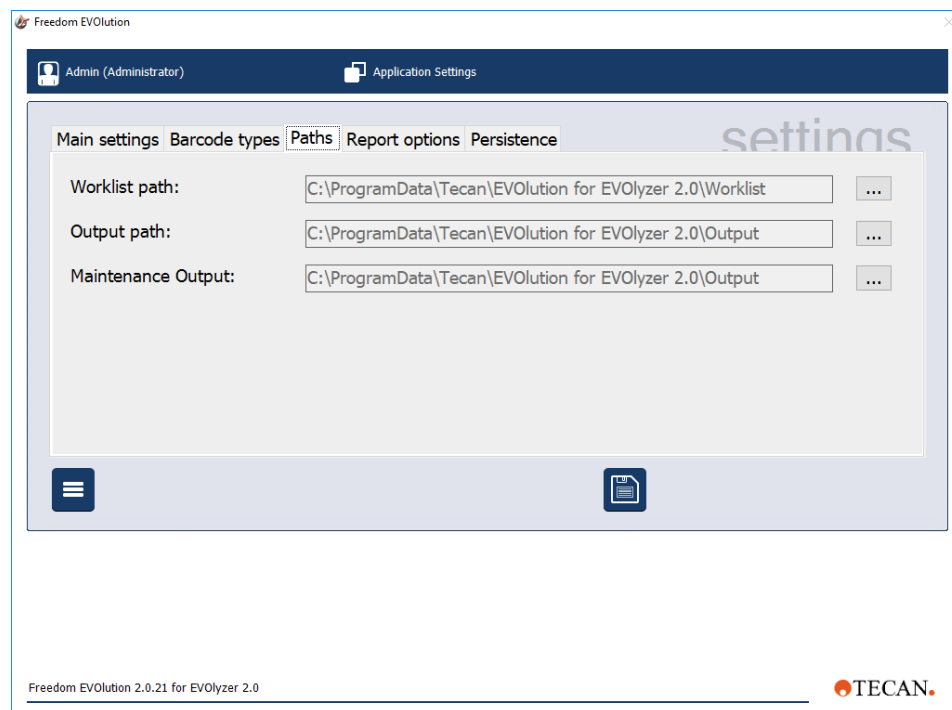 Freedom EVOlution
Admin (Administrator) Application Settings
settings
Main settings Barcode types Paths Report options Persistence
Worklist path: C:\ProgramData\Tecan\EVOlution for EVOlyzer 2.0\Worklist ...
Output path: C:\ProgramData\Tecan\EVOlution for EVOlyzer 2.0\Output ...
Maintenance Output: C:\ProgramData\Tecan\EVOlution for EVOlyzer 2.0\Output ...
Freedom EVOlution 2.0.21 for EVOlyzer 2.0
TECAN.